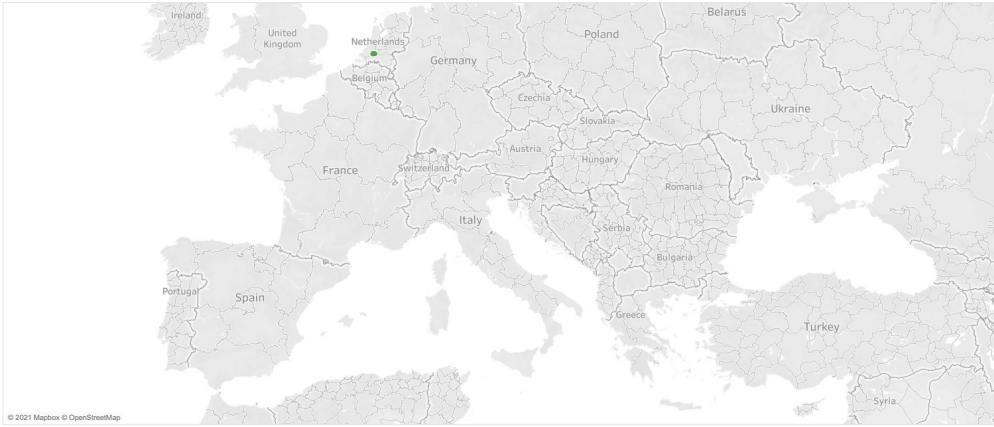 Ireland
Belarus
United
Kingdom
Netherlands
Poland
Germany
Belgium
Czechia
Ukraine
Slovakia
Austria
Hungary
France
Switzerland
Romania
Italy
Serbia
Bulgaria
Portugal
Spain
Greece
Turkey
Syria
© 2021 Mapbox © OpenStreetMap